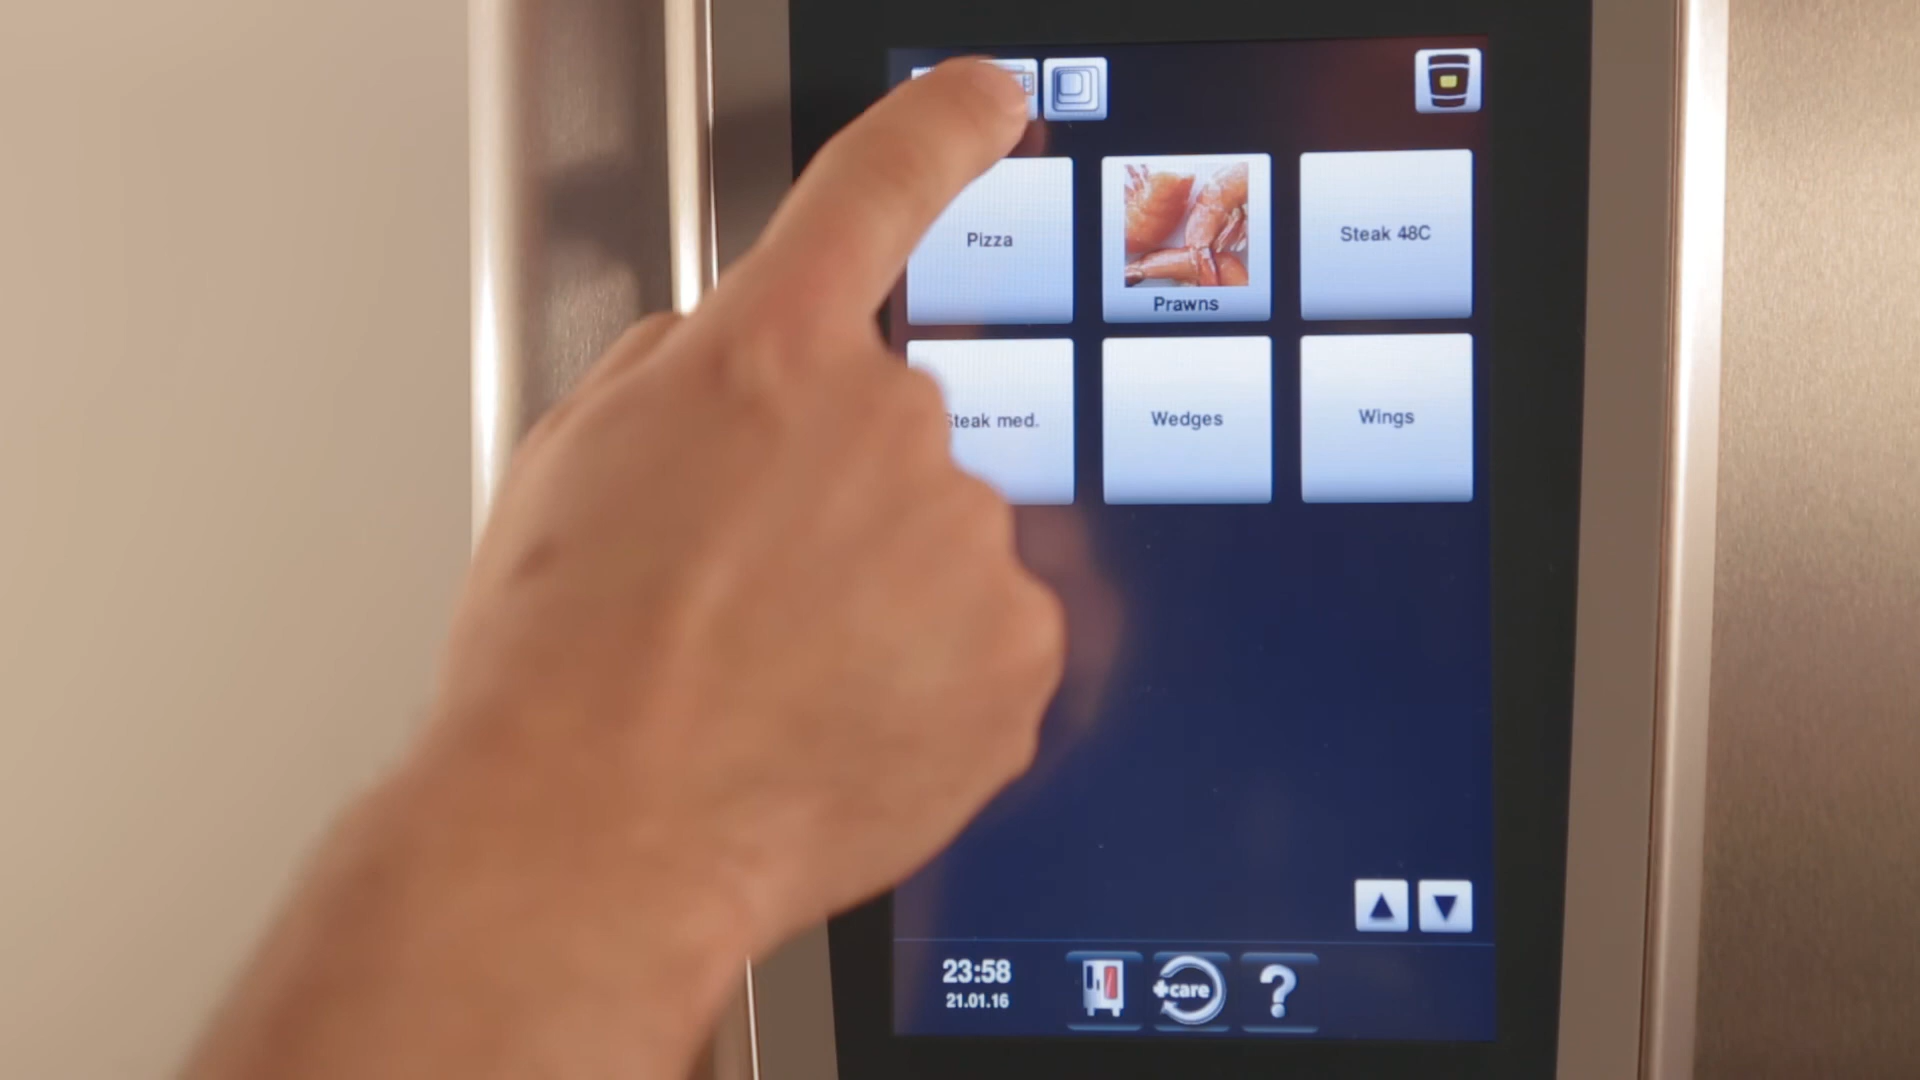 Pizza
Prawns
Steak 48C
Steak med.
Wedges
Wings
23:58
21.01.16
+care
?